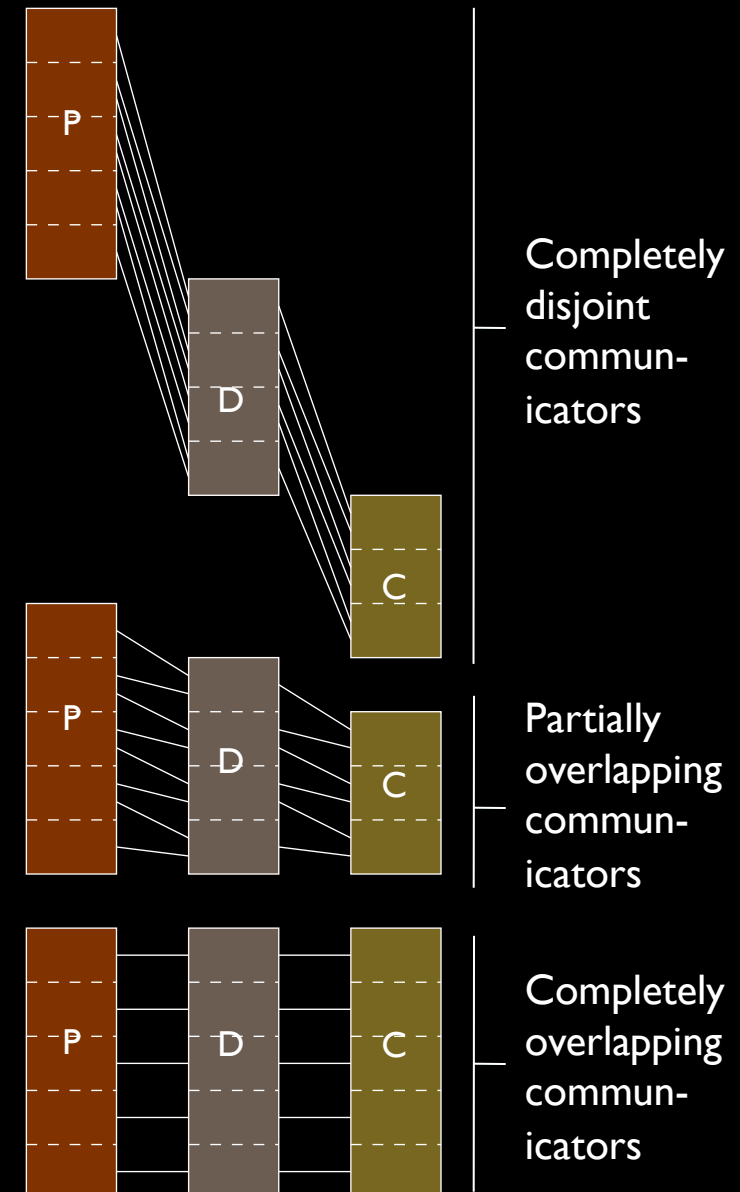 P
D
C
Completely
disjoint
commun-
icators
P
D
C
Partially
overlapping
commun-
icators
P
D
C
Completely
overlapping
commun-
icators